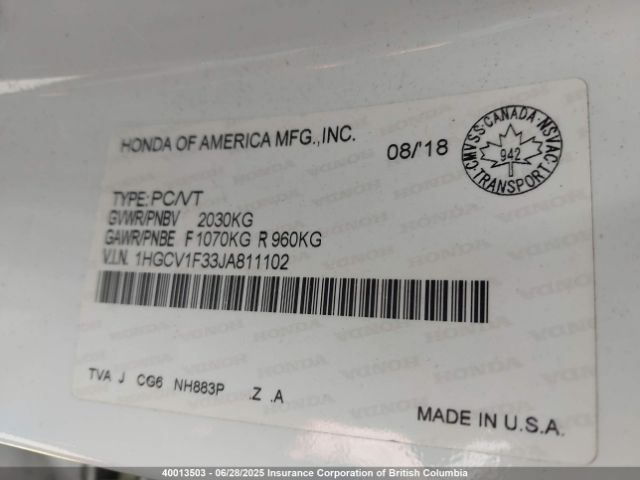 HONDA OF AMERICA MFG.,INC.
08/'18
CMVSS·CANADA·NSVAC
942
·TRANSPORT·
TYPE: PC/VT
GVWR/PNBV 2030KG
GAWR/PNBE F 1070KG R 960KG
V.I.N. 1HGCV1F33JA811102
TVA J CG6 NH883P .Z .A
MADE IN U.S.A.
40013503 - 06/28/2025 Insurance Corporation of British Columbia